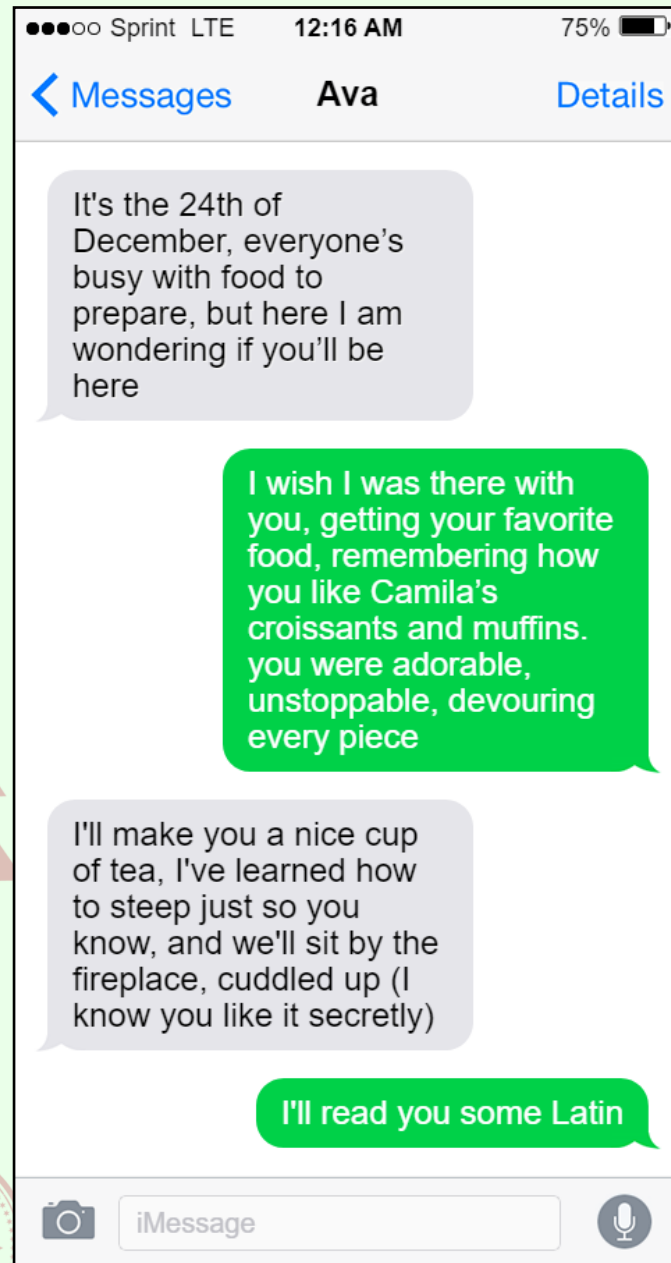 Sprint LTE 12:16 AM 75%
Messages Ava Details
It's the 24th of
December, everyone’s
busy with food to
prepare, but here I am
wondering if you’ll be
here
I wish I was there with
you, getting your favorite
food, remembering how
you like Camila’s
croissants and muffins.
you were adorable,
unstoppable, devouring
every piece
I'll make you a nice cup
of tea, I've learned how
to steep just so you
know, and we'll sit by the
fireplace, cuddled up (I
know you like it secretly)
I'll read you some Latin
iMessage